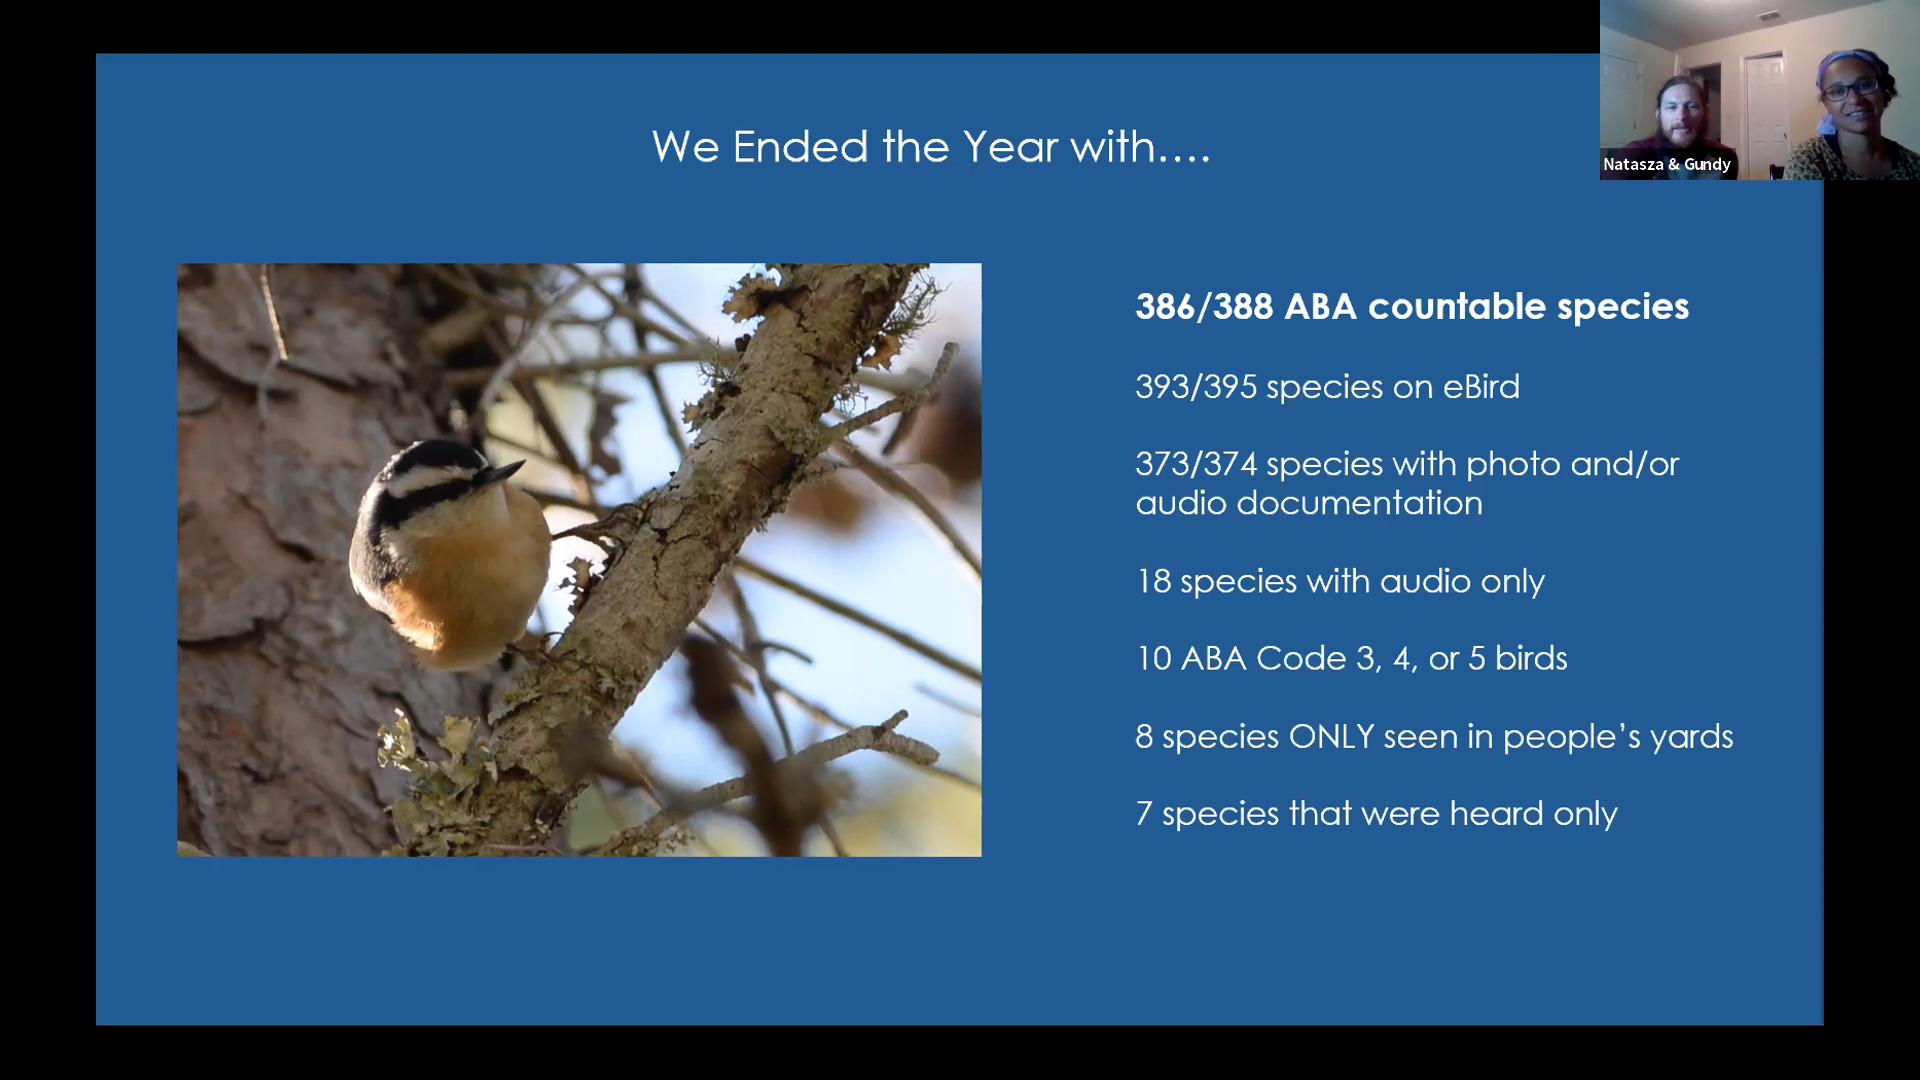 We Ended the Year with....
Natasza & Gundy
386/388 ABA countable species
393/395 species on eBird
373/374 species with photo and/or
audio documentation
18 species with audio only
10 ABA Code 3, 4, or 5 birds
8 species ONLY seen in people’s yards
7 species that were heard only